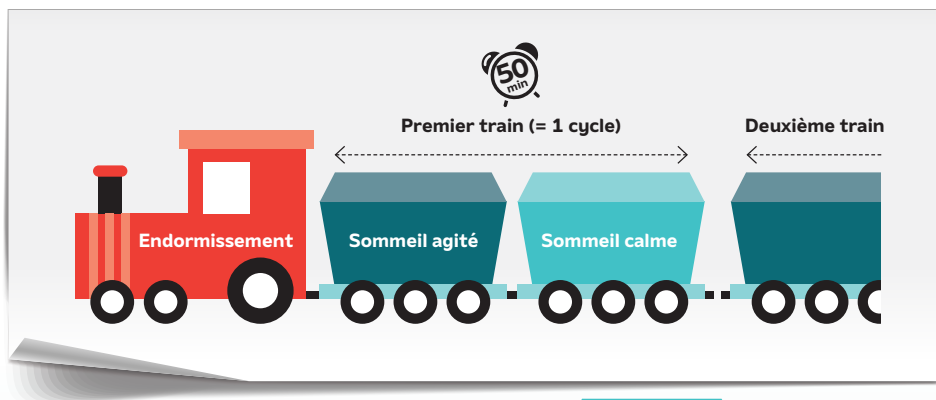 50
min
Premier train (= 1 cycle)
Deuxième train
Endormissement
Sommeil agité
Sommeil calme